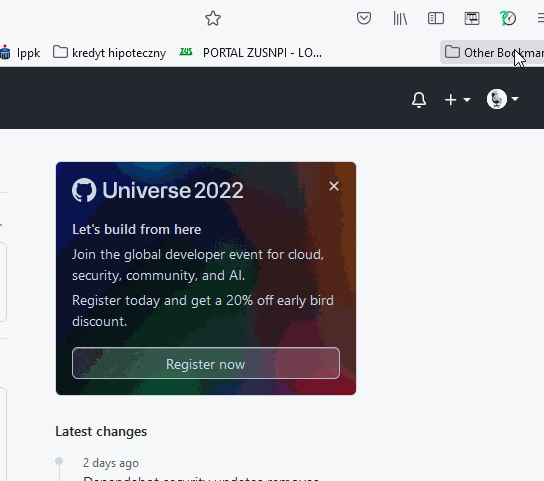 lppk kredyt hipoteczny PORTAL ZUSNPI - LO... Other Bookmar
Universe 2022
Let's build from here
Join the global developer event for cloud,
security, community, and AI.
Register today and get a 20% off early bird
discount.
Register now
Latest changes
2 days ago